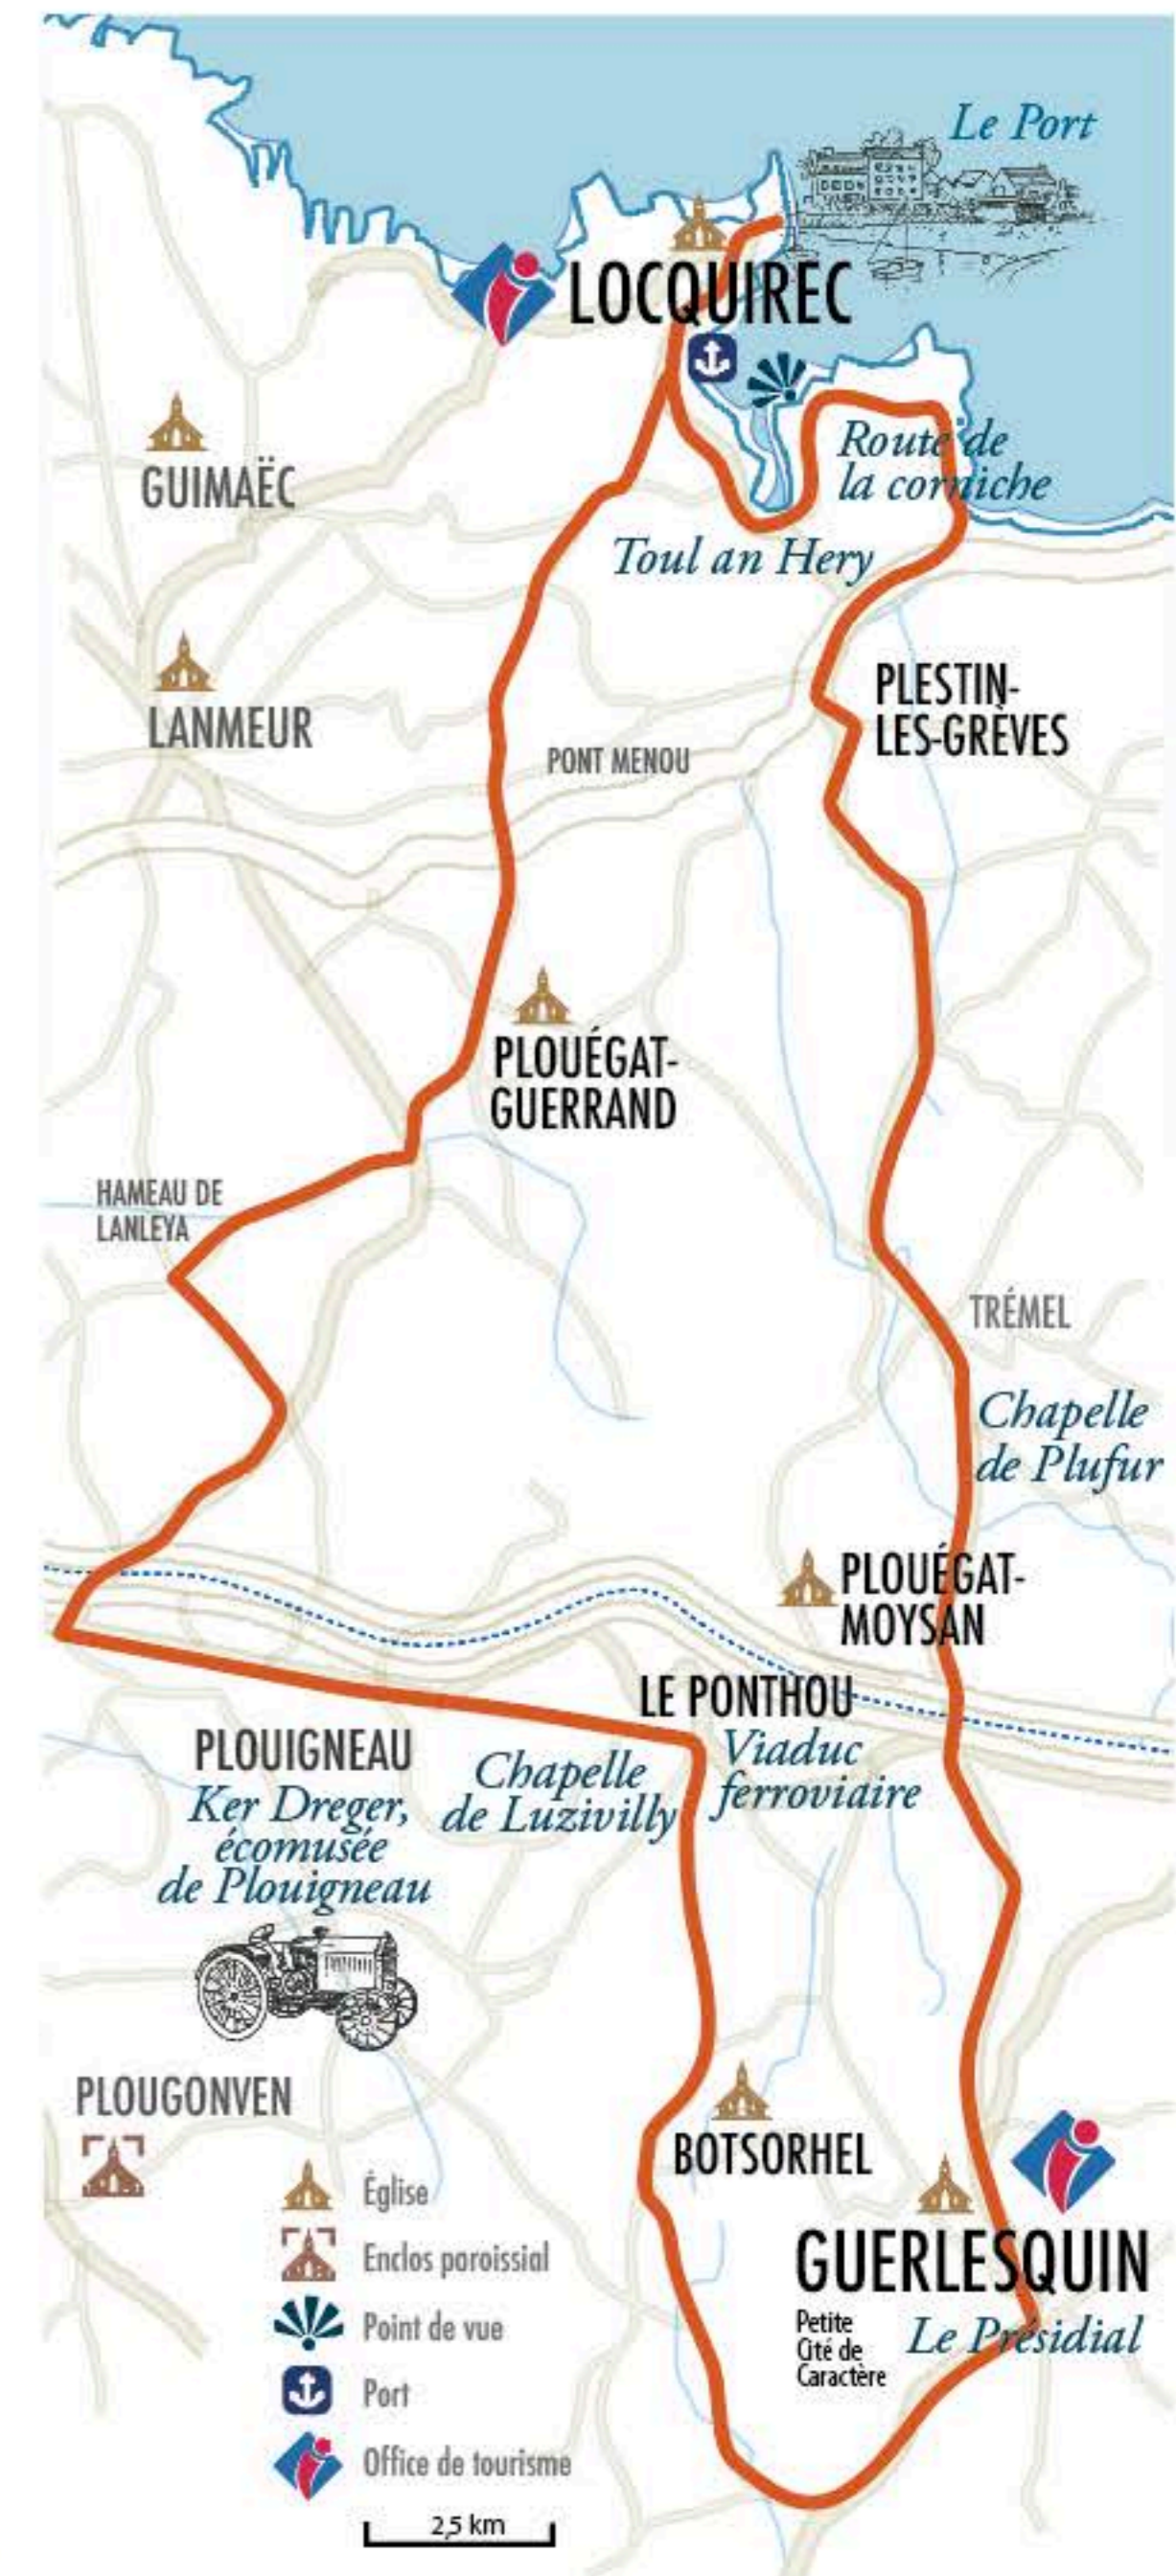 Le Port
LOCQUIREC
Route de
la corniche
GUIMAËC
Toul an Hery
LANMEUR
PLESTIN-
LES-GRÈVES
PONT MENOU
PLOUÉGAT-
GUERRAND
HAMEAU DE
LANLEYA
TRÉMEL
Chapelle
de Plufur
PLOUÉGAT-
MOYSAN
LE PONTHOU
Viaduc
ferroviaire
PLOUIGNEAU
Ker Dreger,
écomusée
de Plouigneau
Chapelle
de Luzivilly
PLOUGONVEN
BOTSORHEL
GUERLESQUIN
Petite
Cité de
Caractère
Le Présidial
Église
Enclos paroissial
Point de vue
Port
Office de tourisme
2,5 km